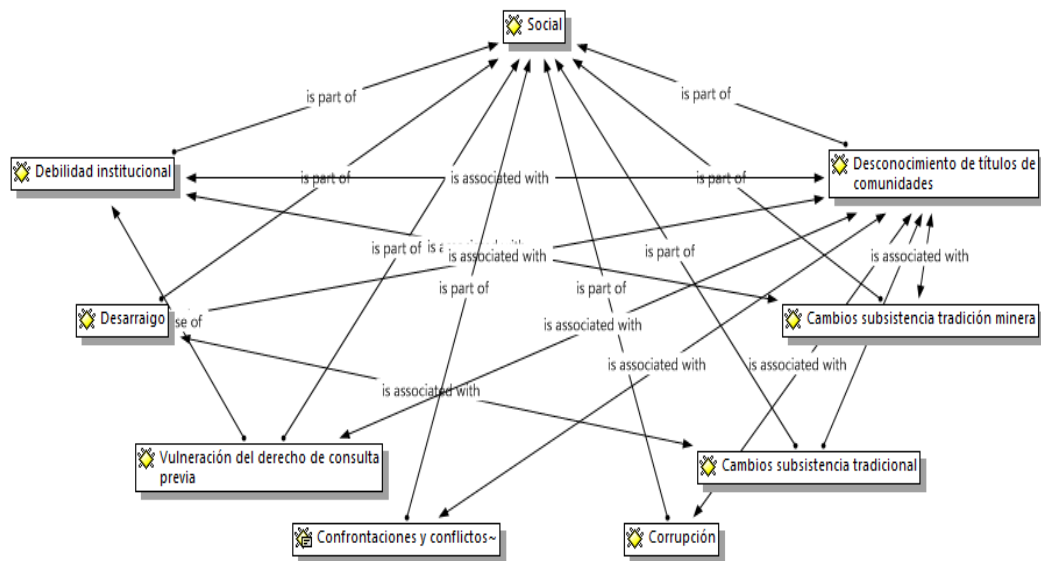 Social
is part of
is part of
Debilidad institucional
is part of
is associated with
is part of
Desconocimiento de títulos de
comunidades
is part of
is associated with
is associated with
is part of
is part of
Desarraigo
se of
is associated with
Cambios subsistencia tradición minera
is associated with
is associated with
is associated with
Vulneración del derecho de consulta
previa
is part of
Cambios subsistencia tradicional
Confrontaciones y conflictos~
Corrupción